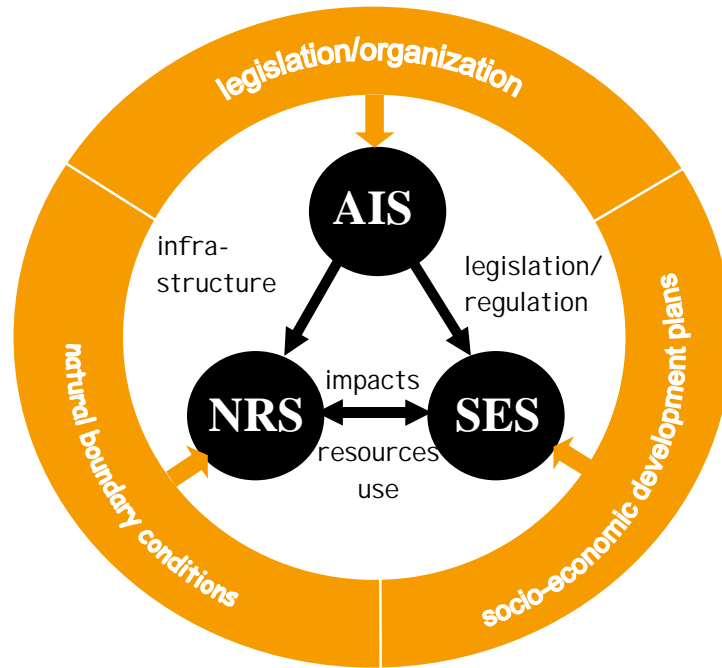 legislation/organization
AIS
infra-
structure
legislation/
regulation
NRS
impacts
SES
resources
use
natural boundary conditions
socio-economic development plans